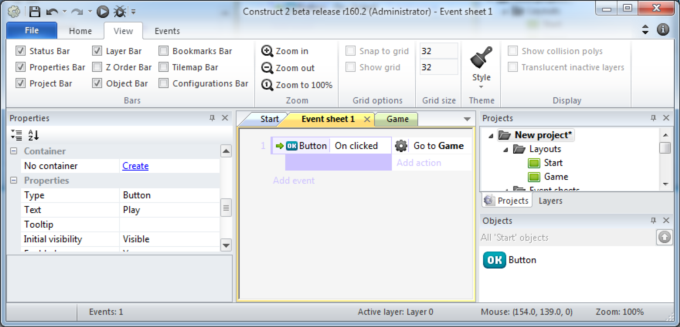 Construct 2 beta release r160.2 (Administrator) - Event sheet 1
File Home View Events
Status Bar Layer Bar Bookmarks Bar
Properties Bar Z Order Bar Tilemap Bar
Project Bar Object Bar Configurations Bar
Bars
Zoom in
Zoom out
Zoom to 100%
Zoom
Snap to grid
Show grid
Grid options
32
32
Grid size
Style
Theme
Show collision polys
Translucent inactive layers
Display
Properties
Container
No container Create
Properties
Type Button
Text Play
Tooltip
Initial visibility Visible
Start Event sheet 1 Game
1 OK Button On clicked Go to Game
Add action
Add event
Projects
New project*
Layouts
Start
Game
Event sheets
Projects Layers
Objects
All 'Start' objects
OK Button
Events: 1 Active layer: Layer 0 Mouse: (154.0, 139.0, 0) Zoom: 100%